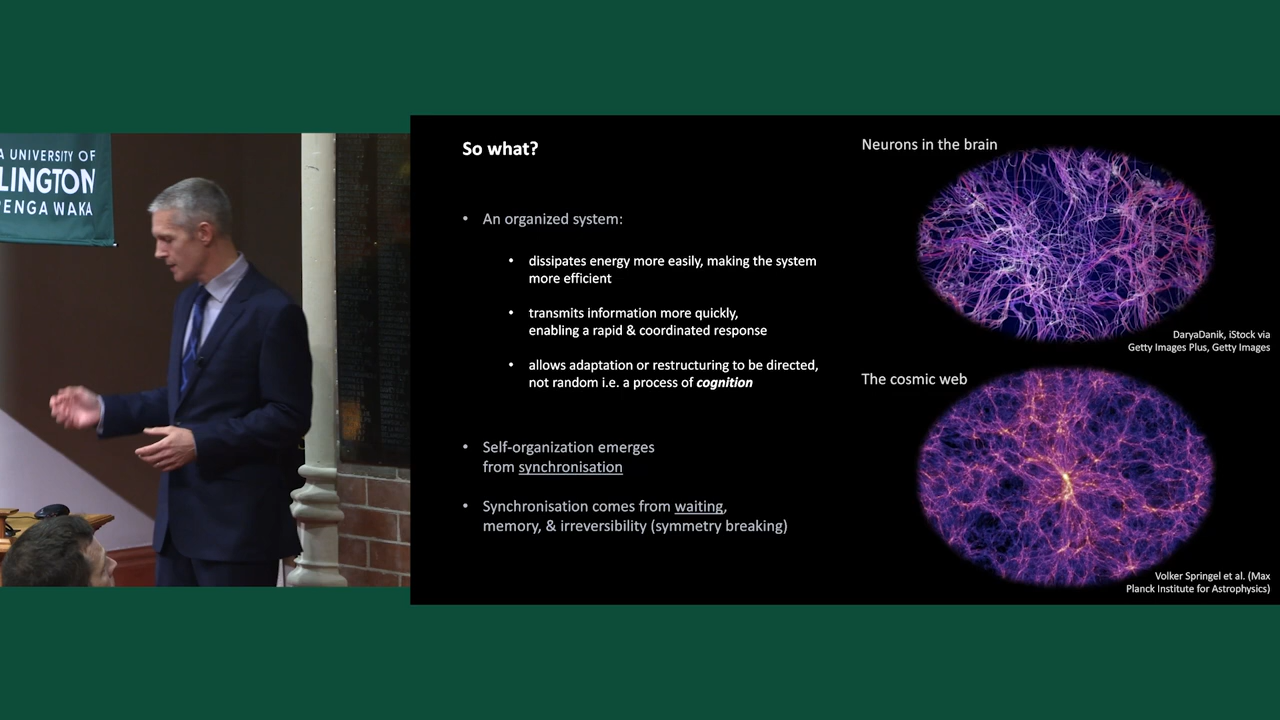 A UNIVERSITY OF
LINGTON
ENGA WAKA
So what?
• An organized system:
• dissipates energy more easily, making the system
more efficient
• transmits information more quickly,
enabling a rapid & coordinated response
• allows adaptation or restructuring to be directed,
not random i.e. a process of cognition
• Self-organization emerges
from synchronisation
• Synchronisation comes from waiting,
memory, & irreversibility (symmetry breaking)
Neurons in the brain
DaryaDanik, iStock via
Getty Images Plus, Getty Images
The cosmic web
Volker Springel et al. (Max
Planck Institute for Astrophysics)